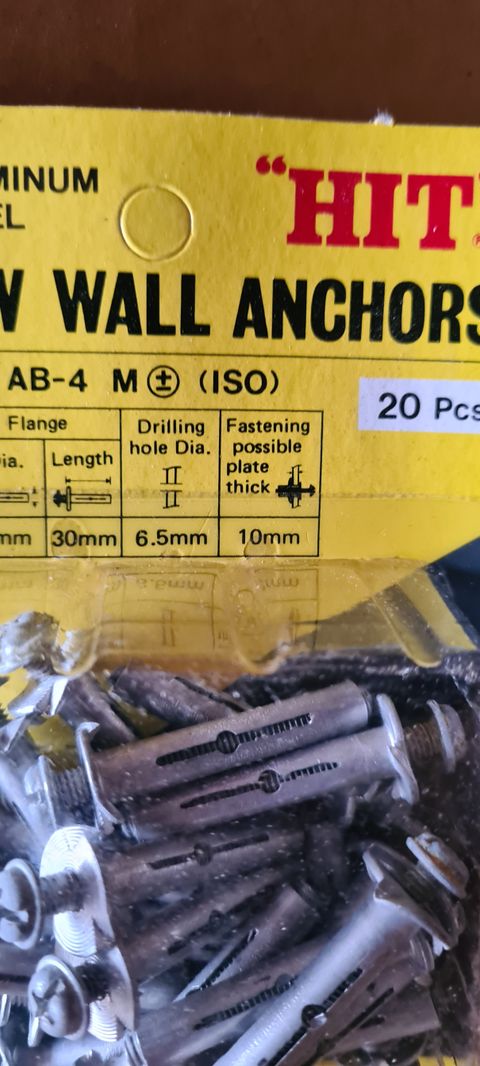 MINUM
EL
"HIT"
W WALL ANCHORS
AB-4 M ± (ISO)
20 Pcs
Flange
Drilling
hole Dia.
Fastening
possible
plate
thick
ia.
Length
mm
30mm
6.5mm
10mm